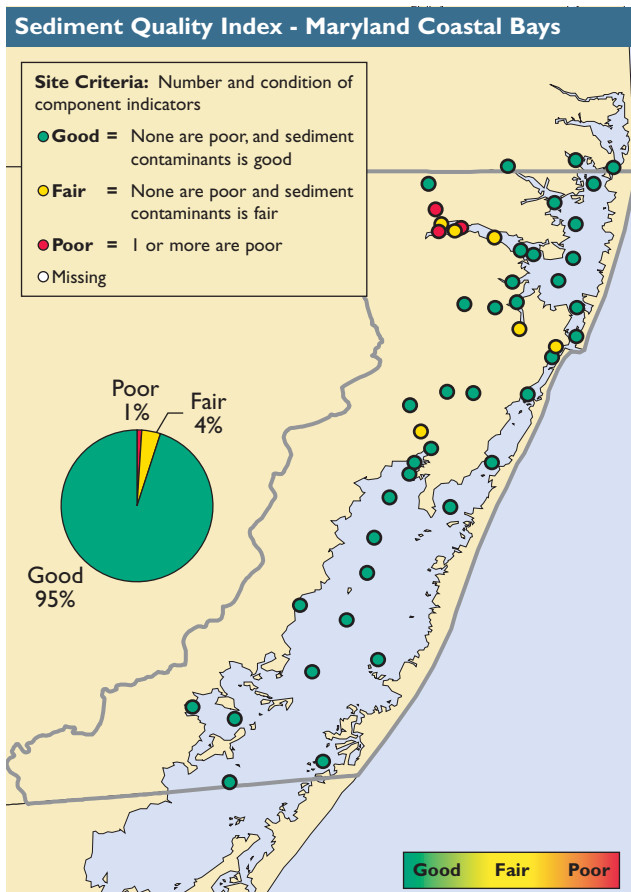 Sediment Quality Index - Maryland Coastal Bays
Site Criteria: Number and condition of
component indicators
Good = None are poor, and sediment
contaminants is good
Fair = None are poor and sediment
contaminants is fair
Poor = 1 or more are poor
Missing
Poor
1%
Fair
4%
Good
95%
Good Fair Poor